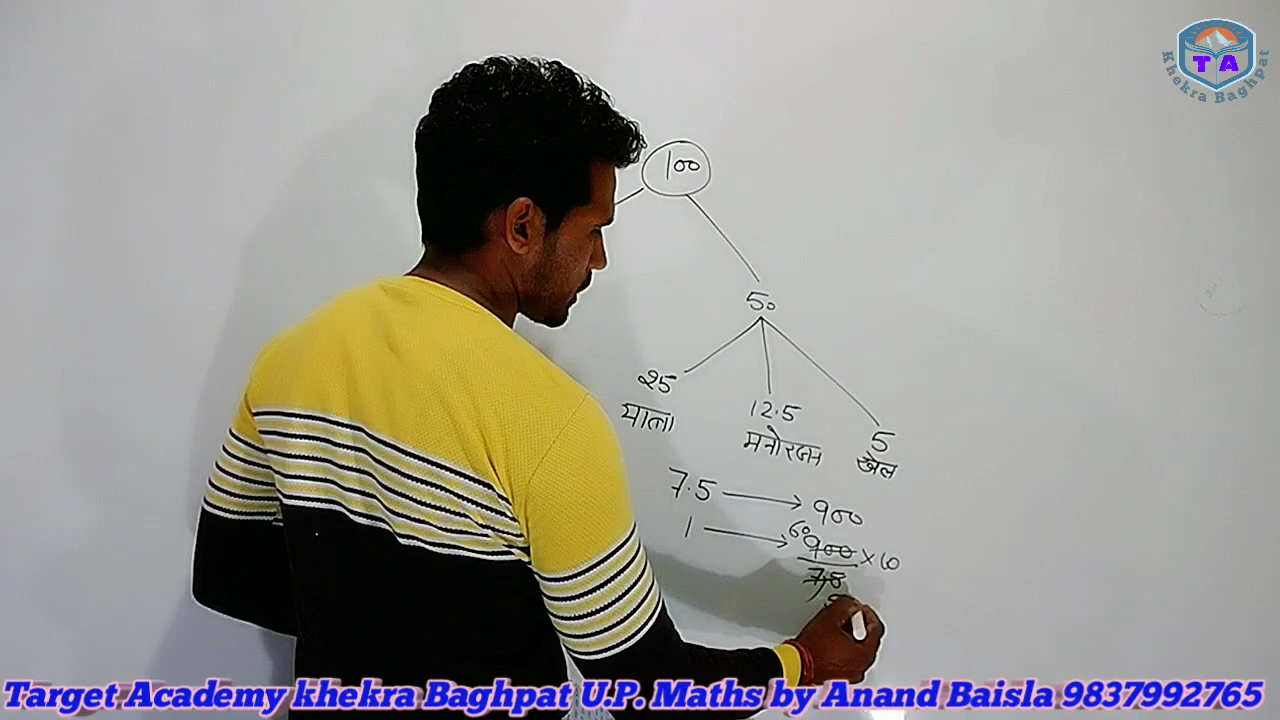 TA
Khekra Baghpat
100
50
25
यात्रा
12.5
मनोरंजन
5
खेल
7.5 → 900
1 → 900 × 10
60
75
Target Academy khekra Baghpat U.P. Maths by Anand Baisla 9837992765